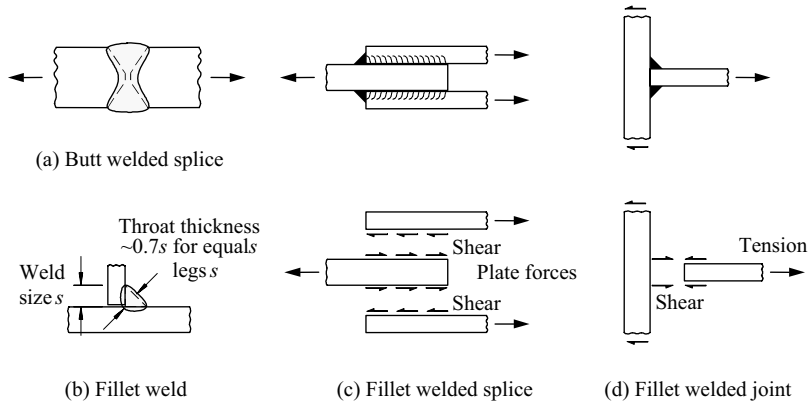 (a) Butt welded splice
Throat thickness
~0.7s for equals
legs s
Weld
size s
(b) Fillet weld
Shear
Plate forces
Shear
(c) Fillet welded splice
Tension
Shear
(d) Fillet welded joint